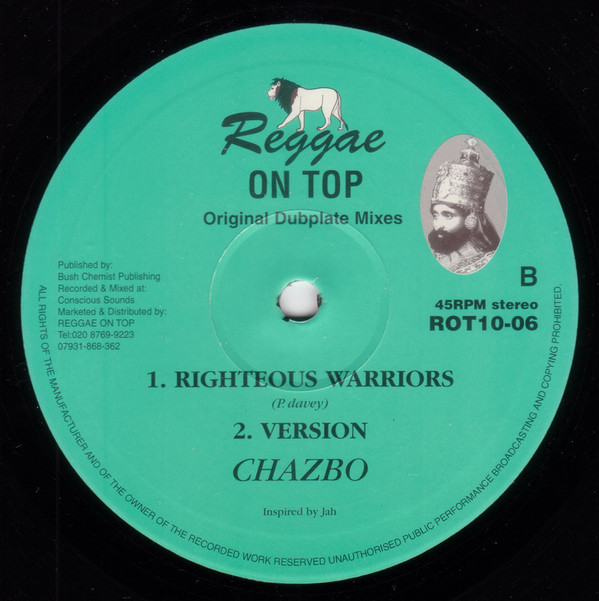 Reggae
ON TOP
Original Dubplate Mixes
Published by:
Bush Chemist Publishing
Recorded & Mixed at:
Conscious Sounds
Marketed & Distributed by:
REGGAE ON TOP
Tel:020 8769-9223
07931-868-362
B
45RPM stereo
ROT10-06
1. RIGHTEOUS WARRIORS
(P. davey)
2. VERSION
CHAZBO
Inspired by Jah
ALL RIGHTS OF THE MANUFACTURER AND OF THE OWNER OF THE RECORDED WORK RESERVED UNAUTHORISED PUBLIC PERFORMANCE BROADCASTING AND COPYING PROHIBITED.